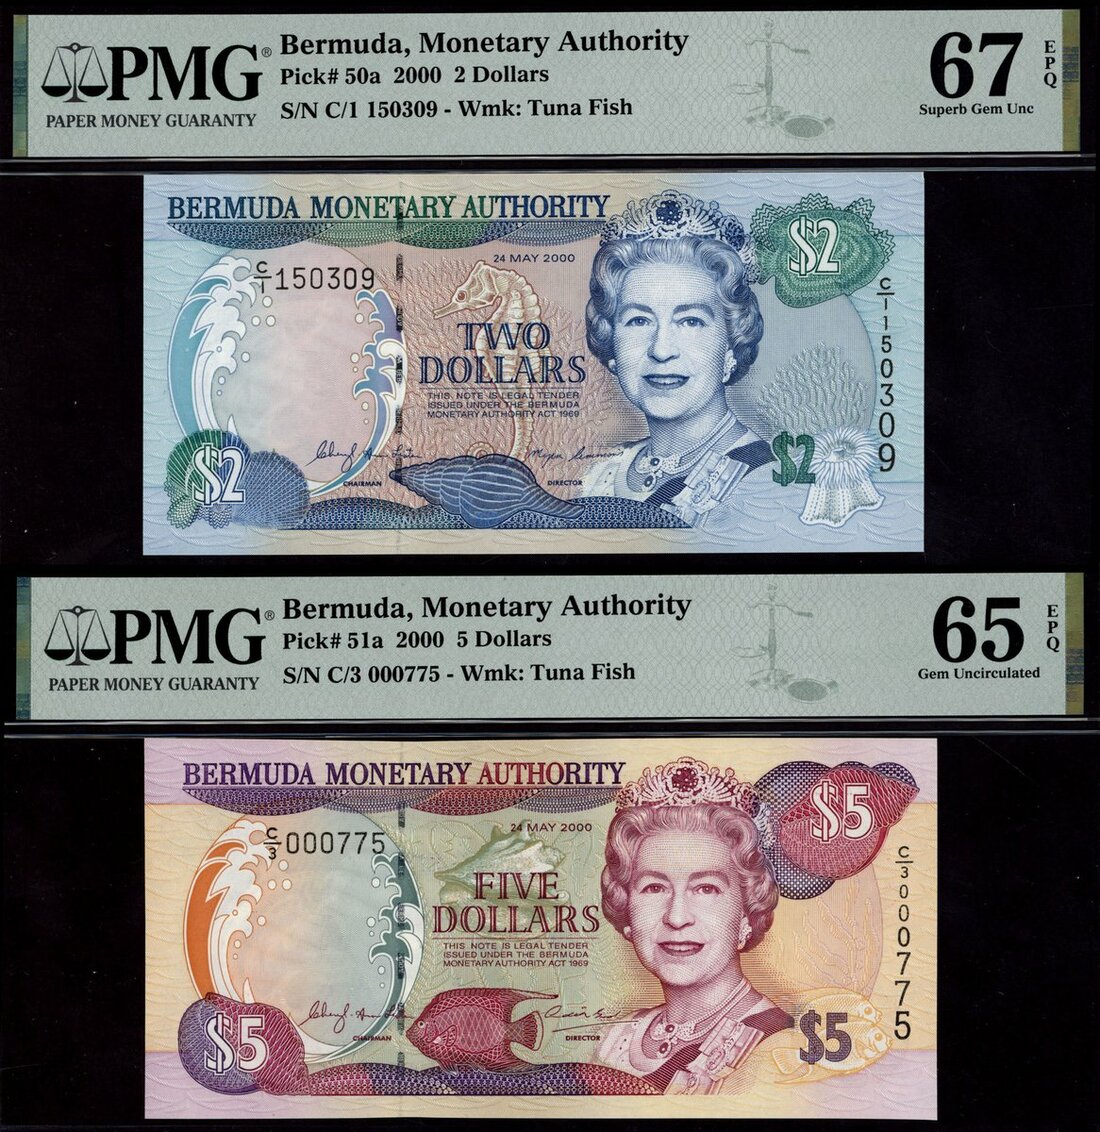 PMG®
PAPER MONEY GUARANTY
Bermuda, Monetary Authority
Pick# 50a 2000 2 Dollars
S/N C/1 150309 - Wmk: Tuna Fish
67 EPQ
Superb Gem Unc
BERMUDA MONETARY AUTHORITY
$2
24 MAY 2000
C/1 150309
C/1 150309
TWO
DOLLARS
THIS NOTE IS LEGAL TENDER
ISSUED UNDER THE BERMUDA
MONETARY AUTHORITY ACT 1969
$2
$2
CHAIRMAN
DIRECTOR
PMG®
PAPER MONEY GUARANTY
Bermuda, Monetary Authority
Pick# 51a 2000 5 Dollars
S/N C/3 000775 - Wmk: Tuna Fish
65 EPQ
Gem Uncirculated
BERMUDA MONETARY AUTHORITY
$5
24 MAY 2000
C/3 000775
C/3 000775
FIVE
DOLLARS
THIS NOTE IS LEGAL TENDER
ISSUED UNDER THE BERMUDA
MONETARY AUTHORITY ACT 1969
$5
$5
CHAIRMAN
DIRECTOR